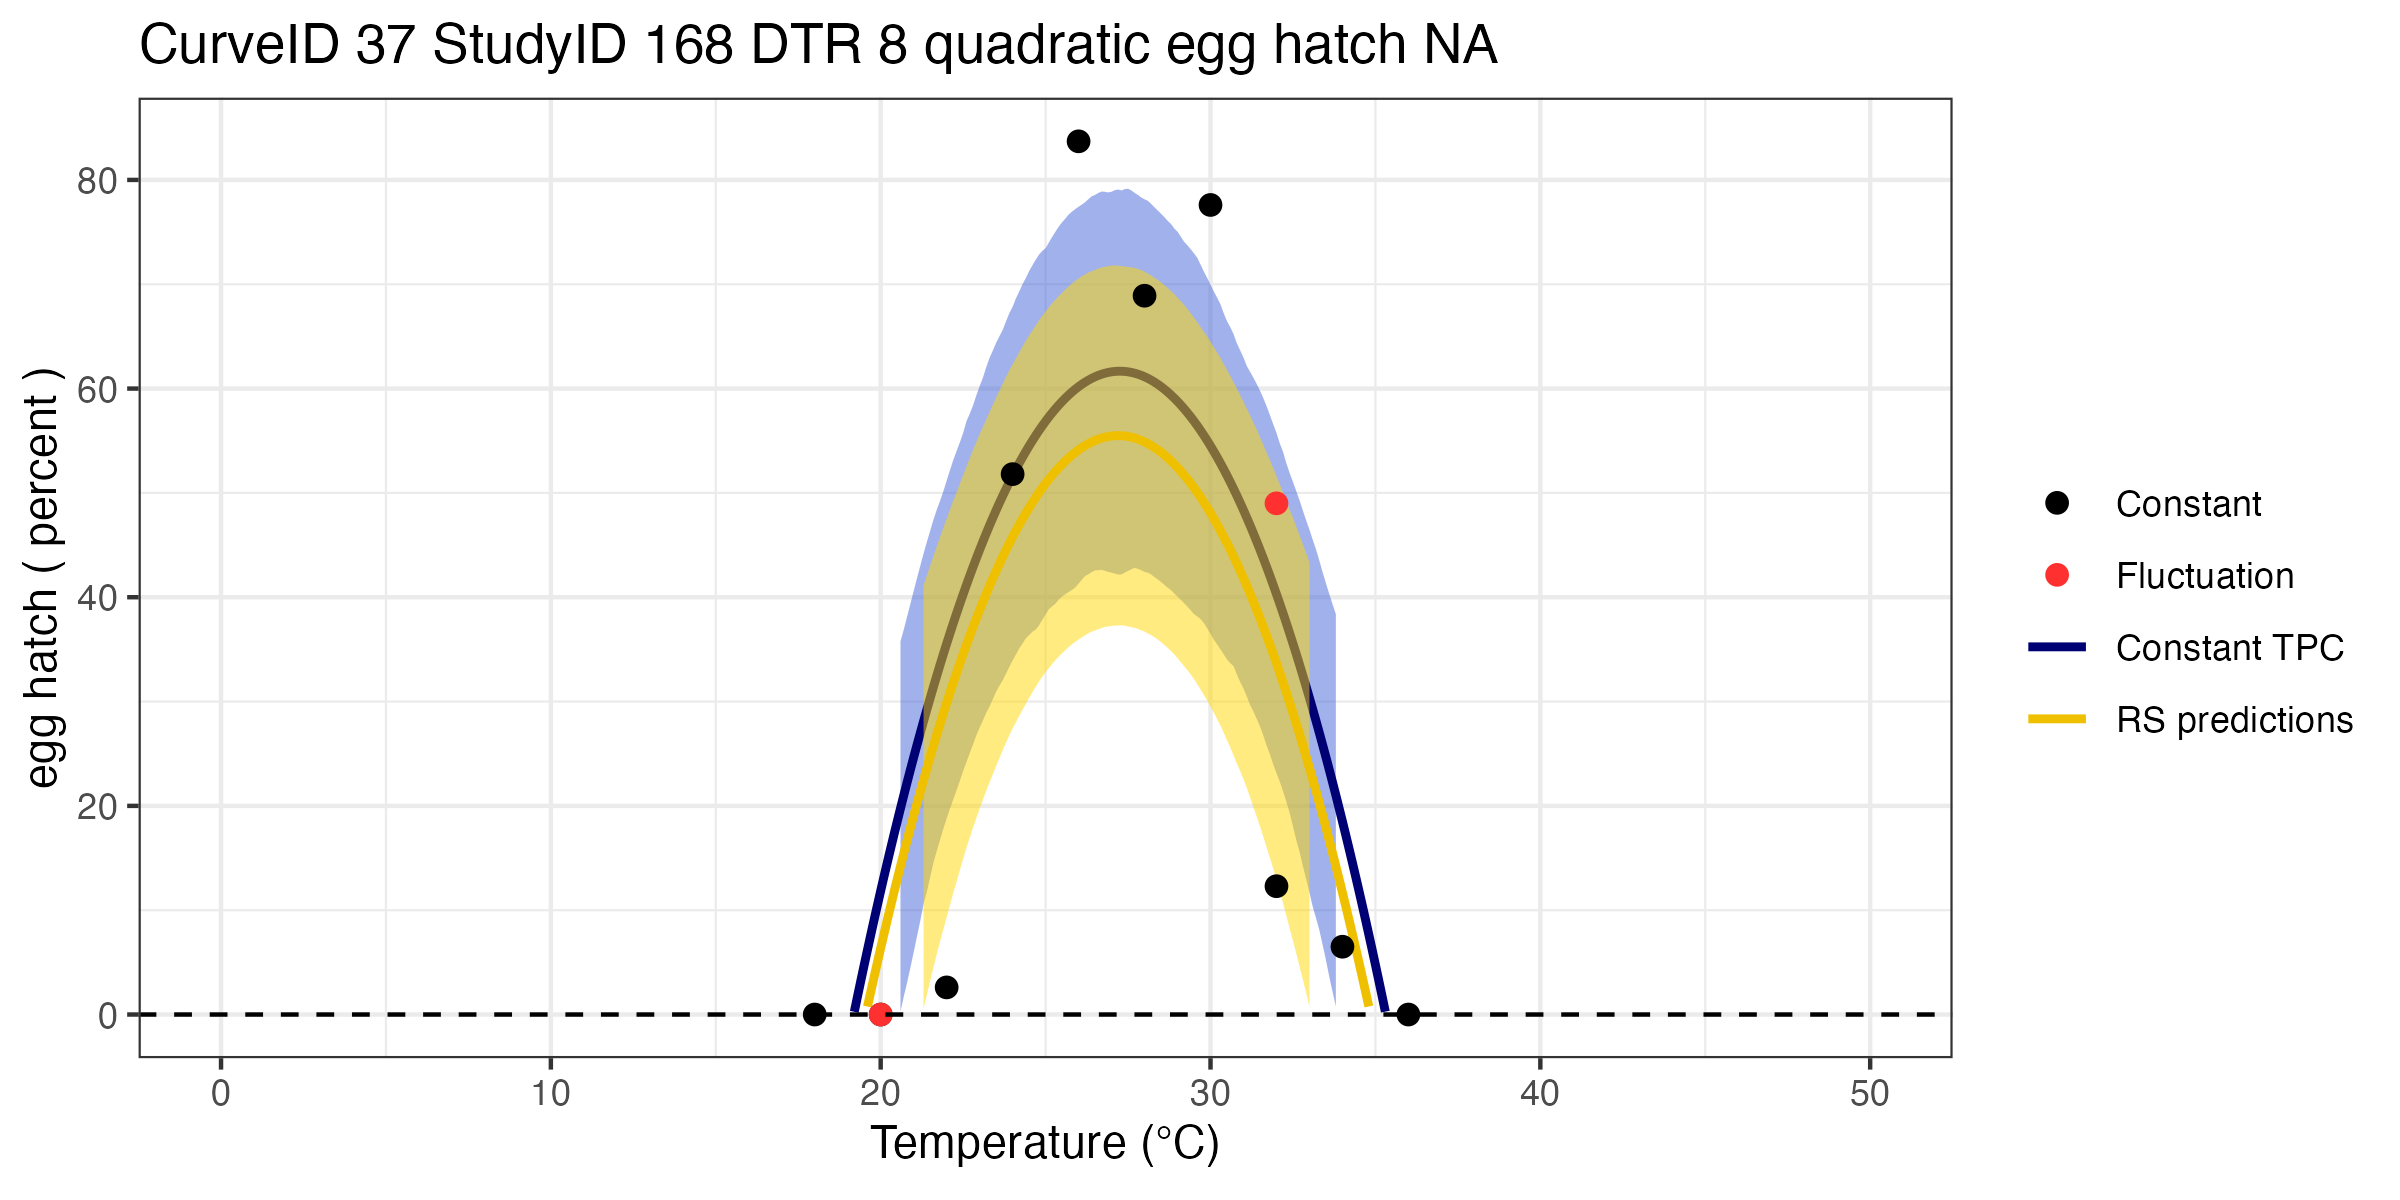 CurveID 37 StudyID 168 DTR 8 quadratic egg hatch NA
egg hatch ( percent )
80
60
40
20
0
0 10 20 30 40 50
Temperature (°C)
Constant
Fluctuation
Constant TPC
RS predictions